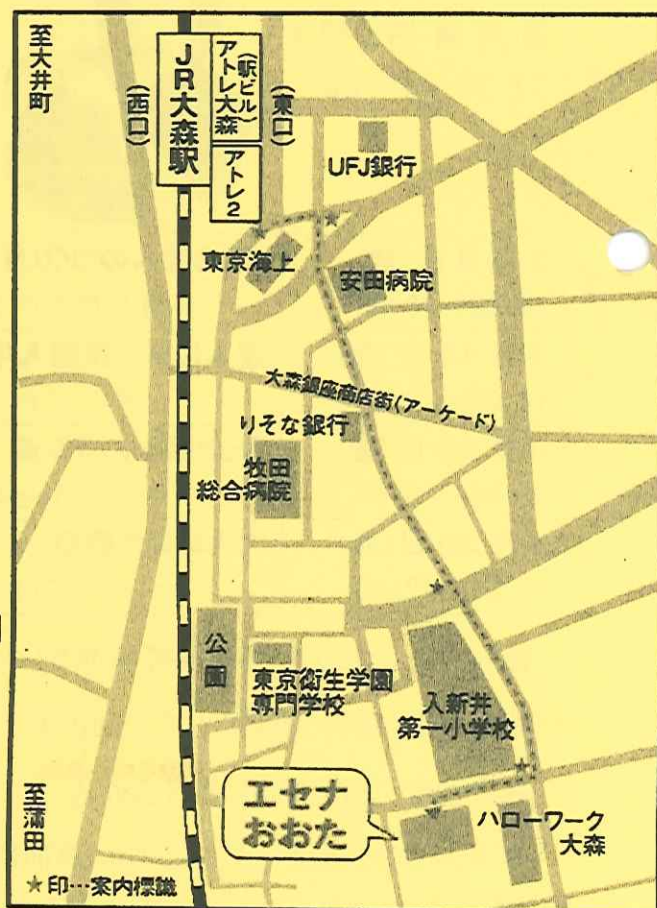 至大井町
(西口)
JR大森駅
(駅ビル)
アトレ大森
アトレ2
(東口)
UFJ銀行
東京海上
安田病院
大森銀座商店街(アーケード)
りそな銀行
牧田
総合病院
公園
東京衛生学園
専門学校
入新井
第一小学校
エセナ
おおた
ハローワーク
大森
至蒲田
★印…案内標識